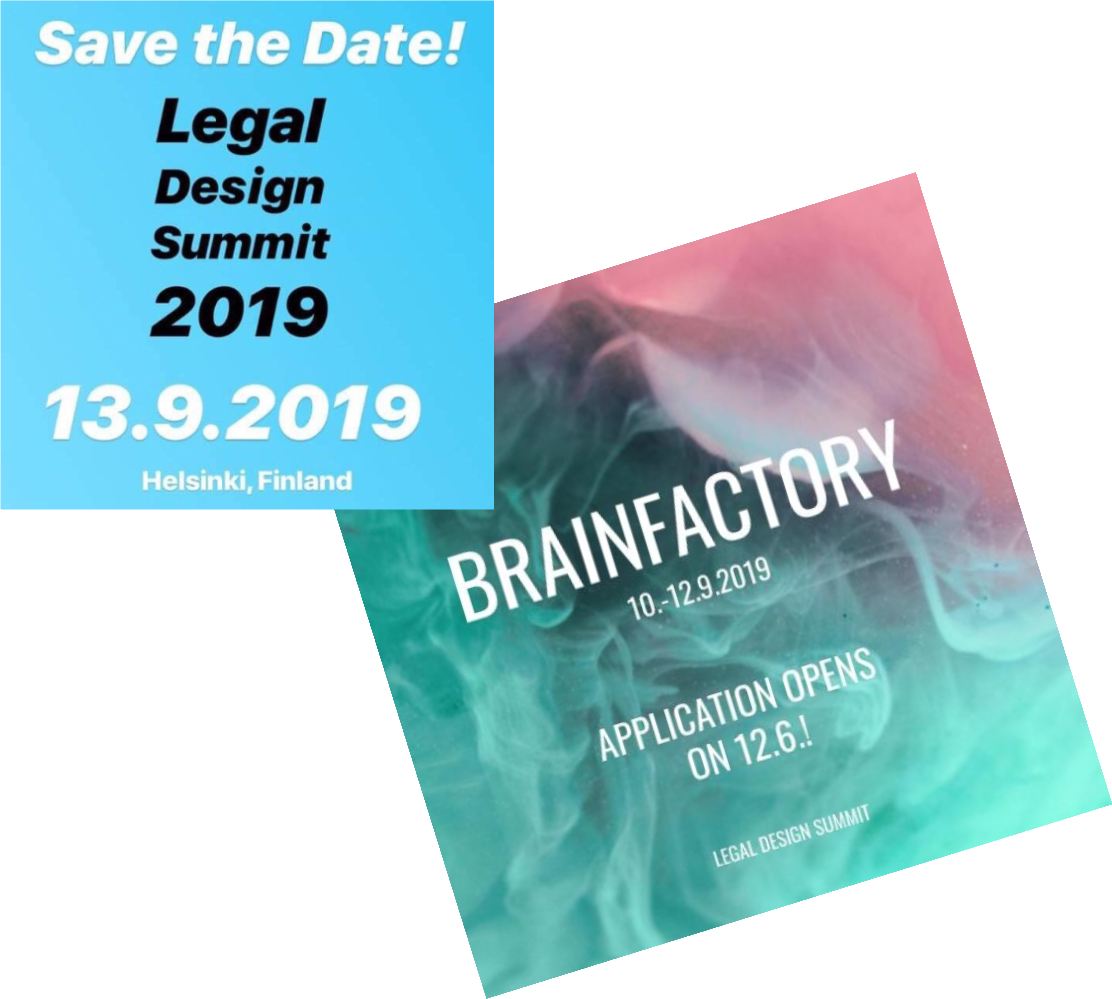 Save the Date!
Legal
Design
Summit
2019
13.9.2019
Helsinki, Finland
BRAINFACTORY
10.-12.9.2019
APPLICATION OPENS
ON 12.6.!
LEGAL DESIGN SUMMIT